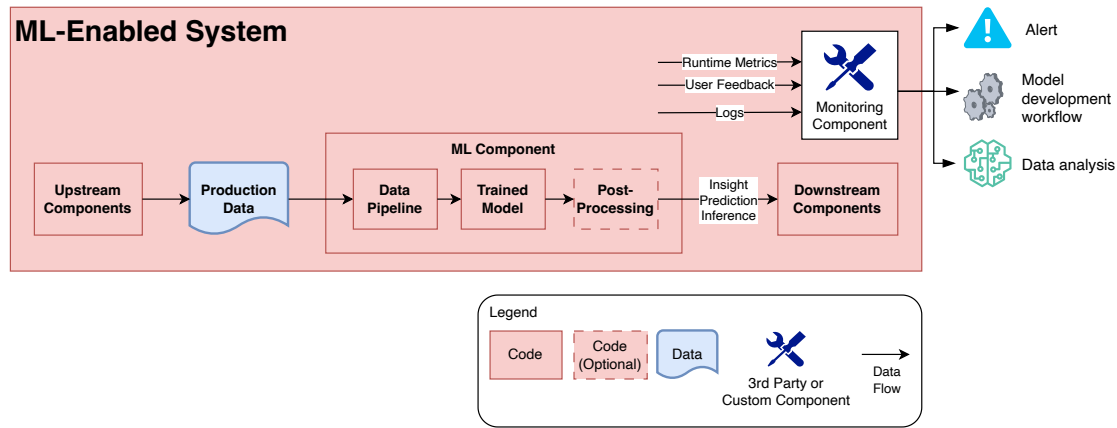 ML-Enabled System
Runtime Metrics
User Feedback
Logs
Monitoring
Component
Alert
Model
development
workflow
Data analysis
ML Component
Upstream
Components
Production
Data
Data
Pipeline
Trained
Model
Post-
Processing
Insight
Prediction
Inference
Downstream
Components
Legend
Code
Code
(Optional)
Data
3rd Party or
Custom Component
Data
Flow